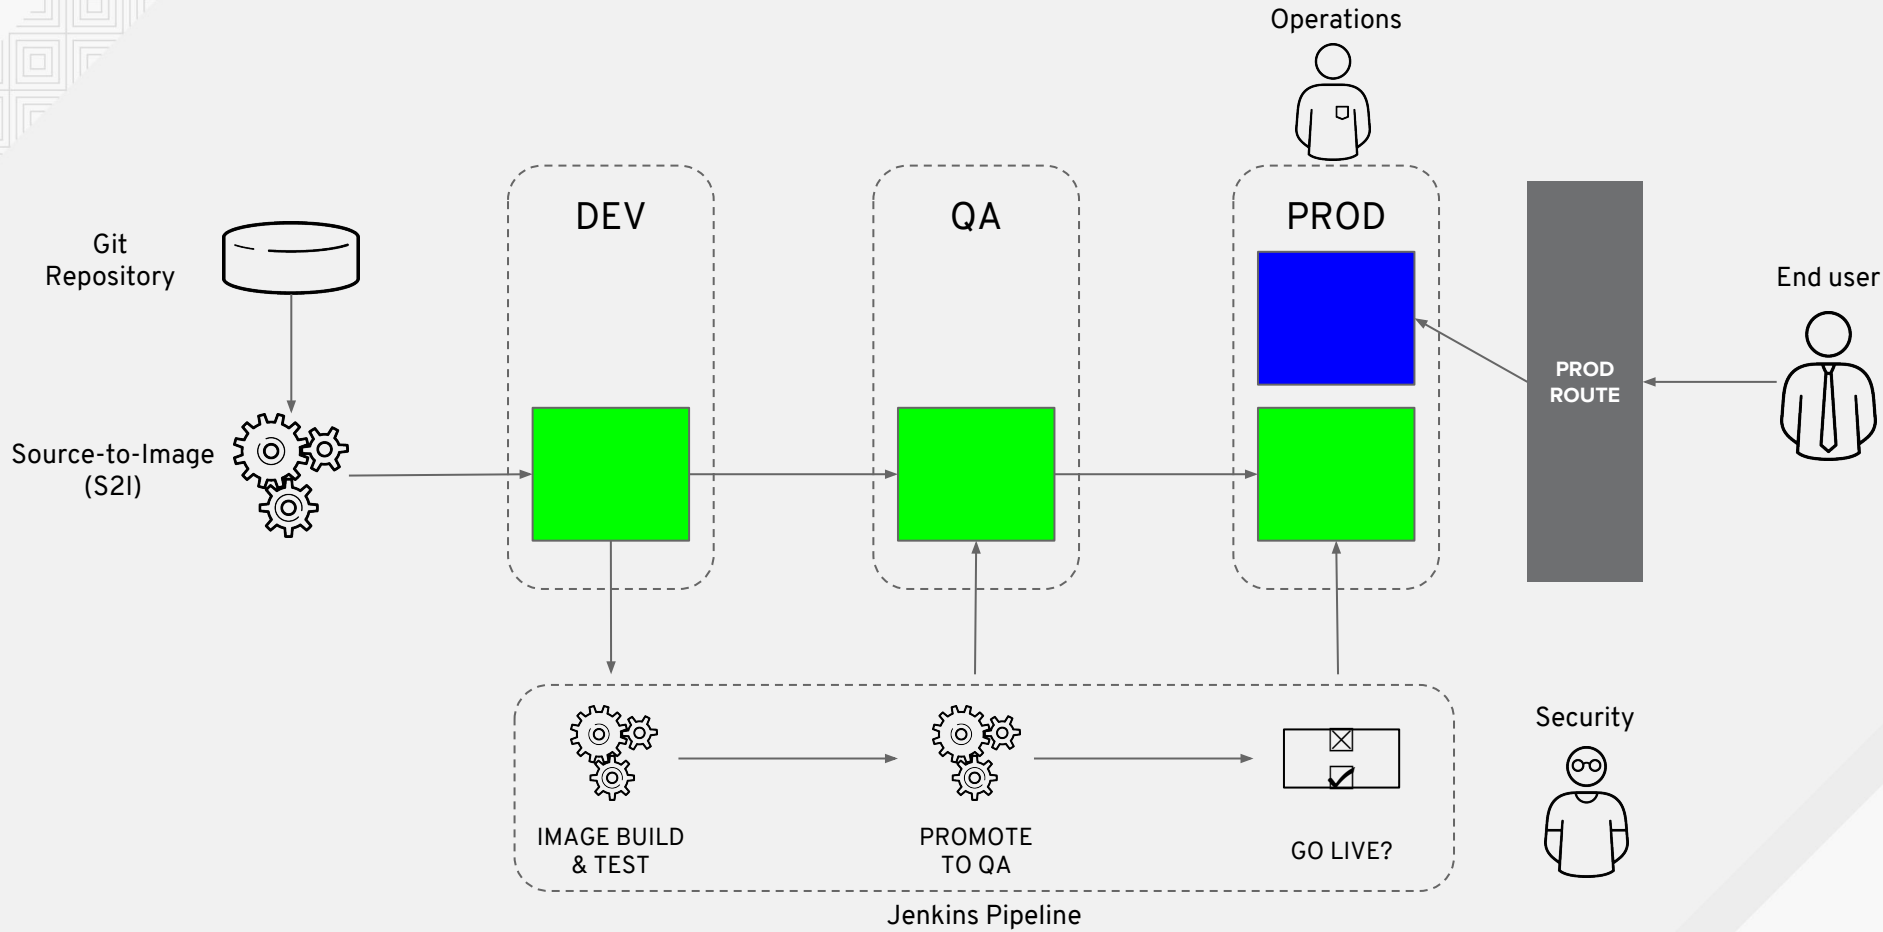 Operations
DEV
QA
PROD
Git
Repository
End user
PROD
ROUTE
Source-to-Image
(S2I)
Security
IMAGE BUILD
& TEST
PROMOTE
TO QA
GO LIVE?
Jenkins Pipeline